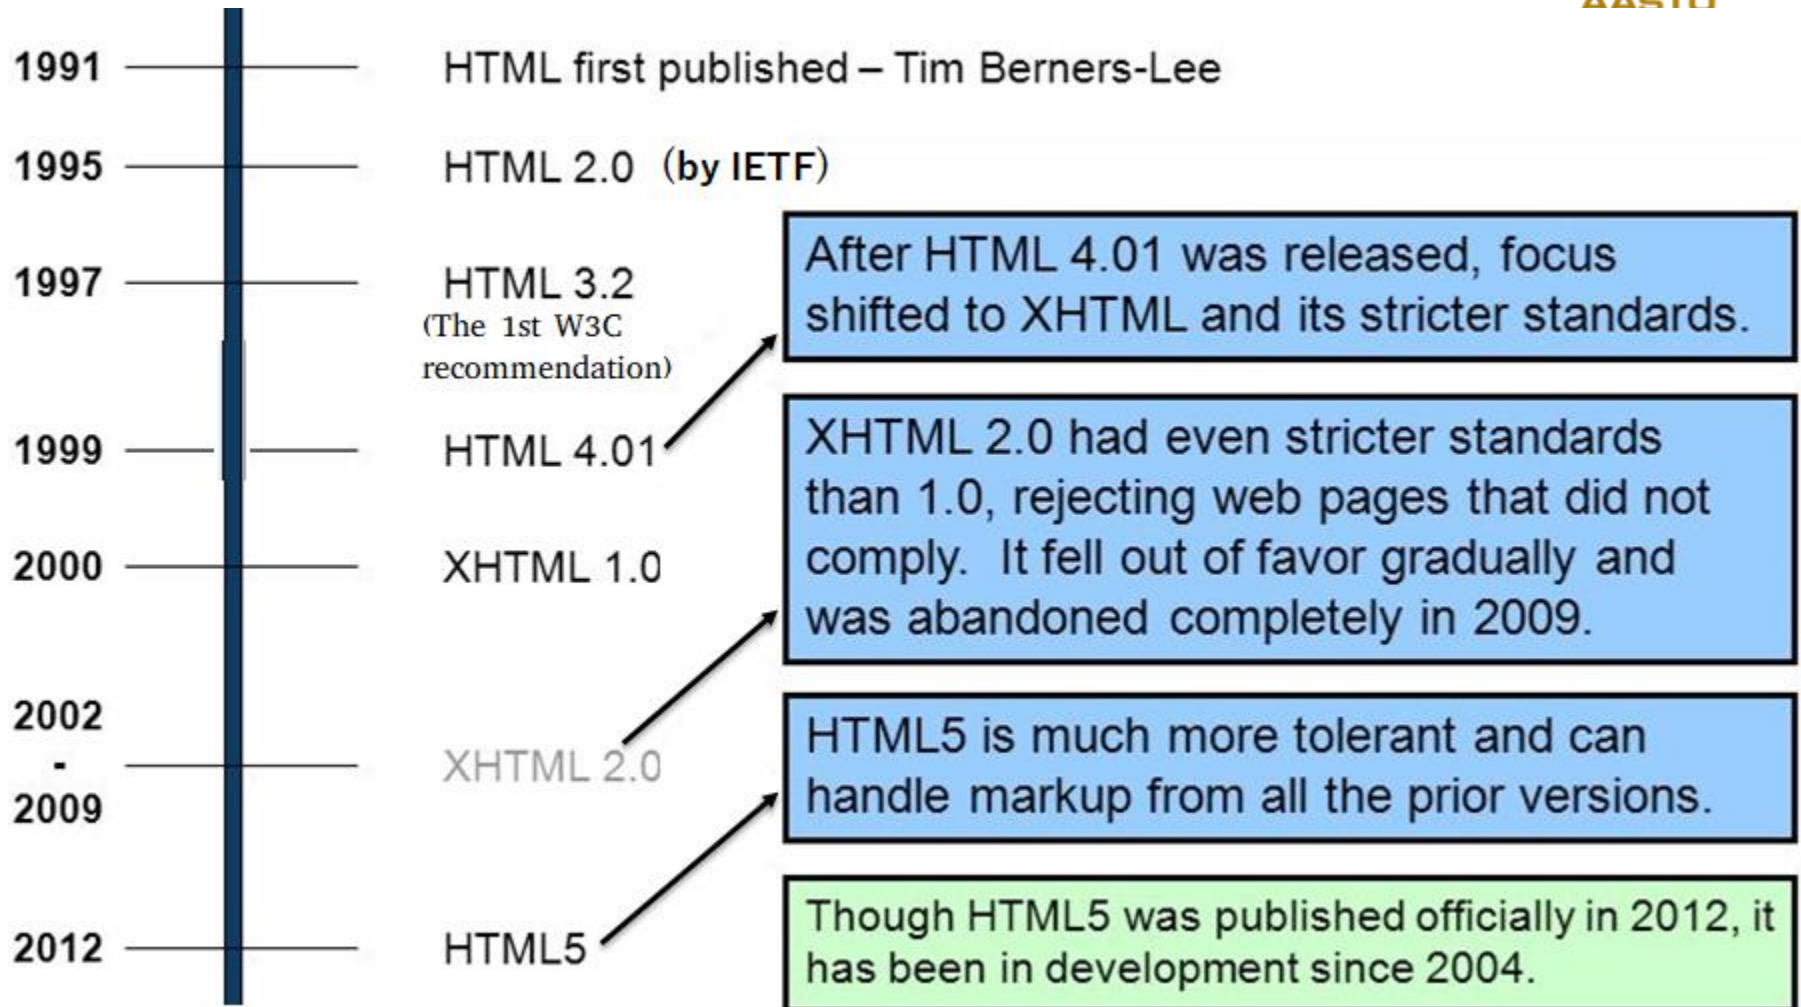 1991
HTML first published – Tim Berners-Lee
1995
HTML 2.0 (by IETF)
1997
HTML 3.2
(The 1st W3C
recommendation)
After HTML 4.01 was released, focus
shifted to XHTML and its stricter standards.
1999
HTML 4.01
XHTML 2.0 had even stricter standards
than 1.0, rejecting web pages that did not
comply. It fell out of favor gradually and
was abandoned completely in 2009.
2000
XHTML 1.0
2002
-
2009
XHTML 2.0
HTML5 is much more tolerant and can
handle markup from all the prior versions.
2012
HTML5
Though HTML5 was published officially in 2012, it
has been in development since 2004.